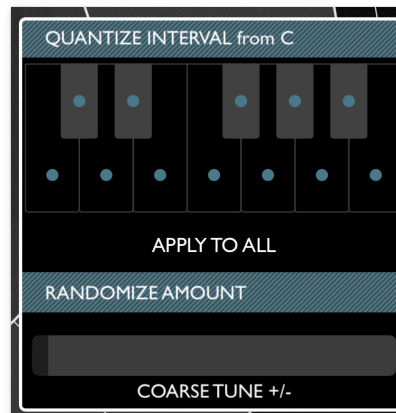 QUANTIZE INTERVAL from C
APPLY TO ALL
RANDOMIZE AMOUNT
COARSE TUNE +/-